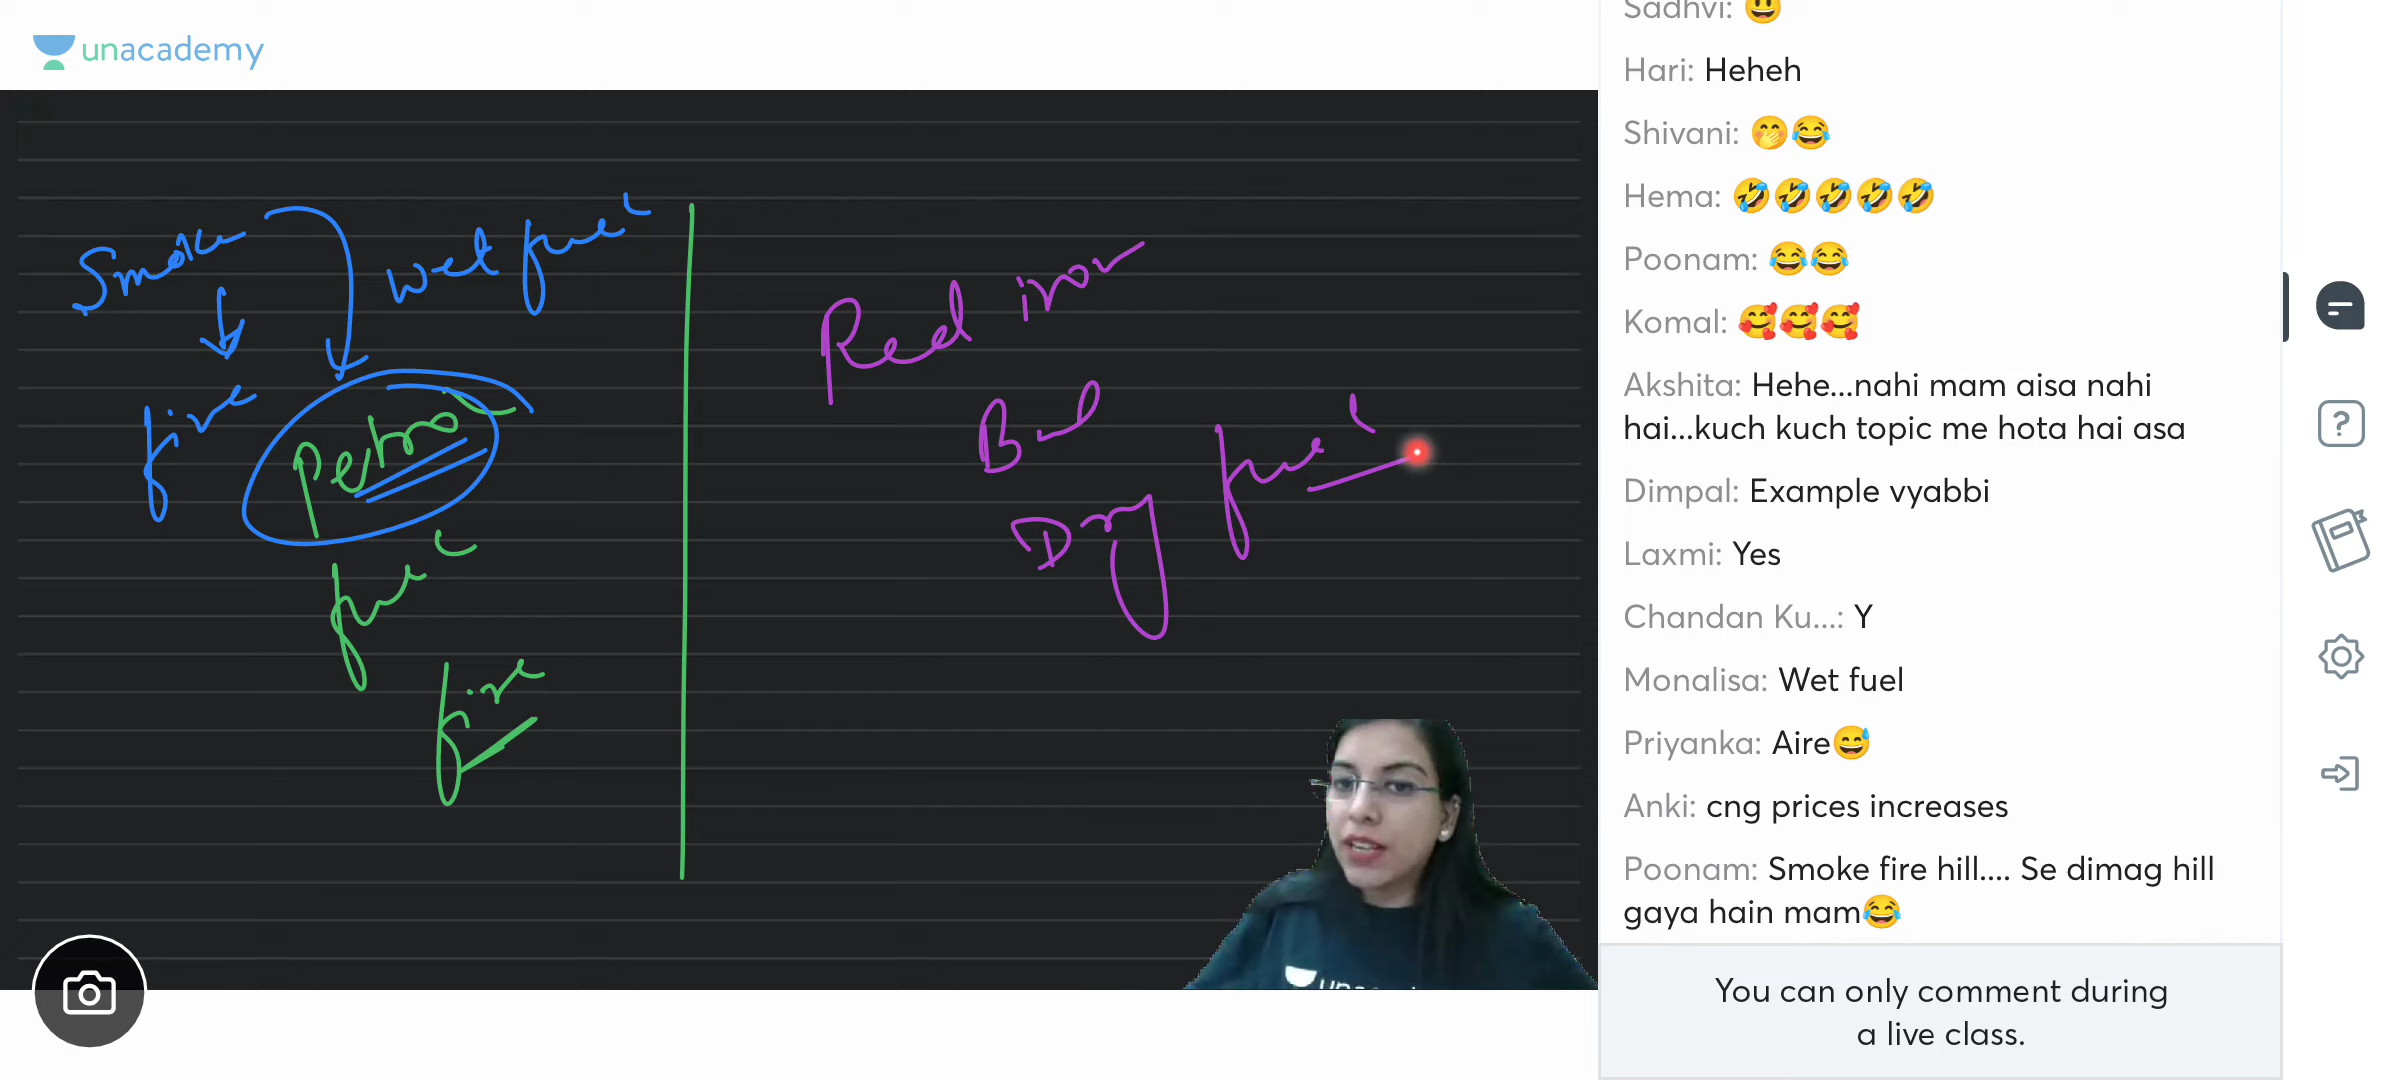 unacademy
Smoke
wet fuel
fire
Petrol
fuel
fire
Red iron
Bul
Dry fuel
Sadhvi: 😃
Hari: Heheh
Shivani: 🤭😂
Hema: 🤣🤣🤣🤣🤣
Poonam: 😂😂
Komal: 🥰🥰🥰
Akshita: Hehe...nahi mam aisa nahi
hai...kuch kuch topic me hota hai asa
Dimpal: Example vyabbi
Laxmi: Yes
Chandan Ku...: Y
Monalisa: Wet fuel
Priyanka: Aire😅
Anki: cng prices increases
Poonam: Smoke fire hill.... Se dimag hill
gaya hain mam😂
You can only comment during
a live class.